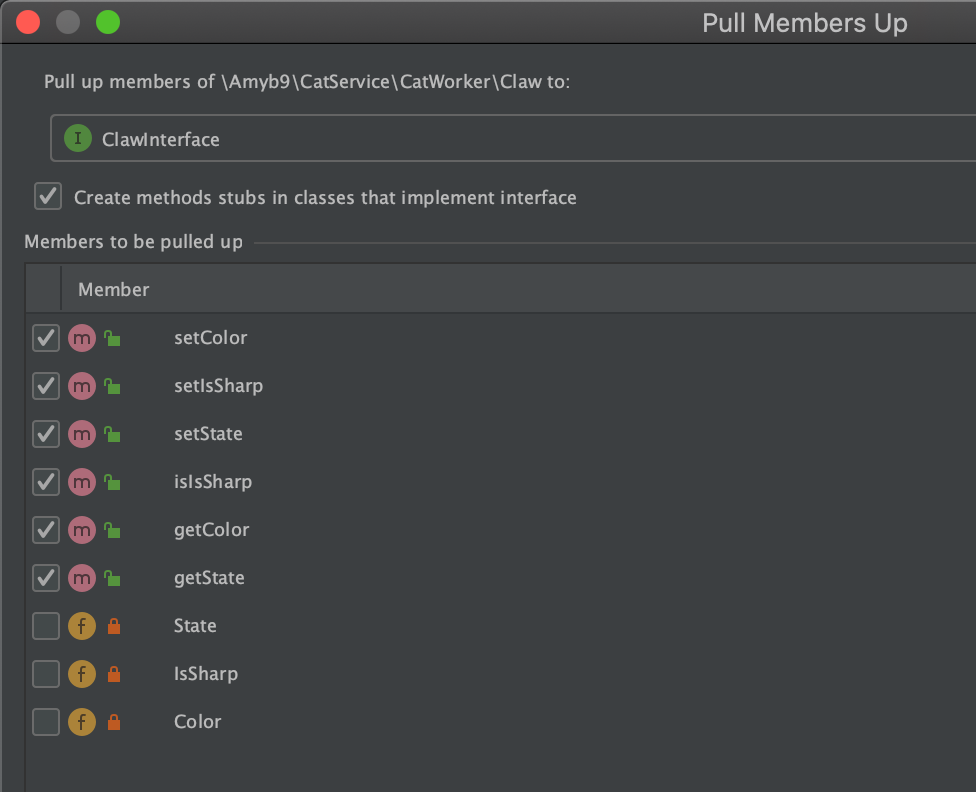 Pull Members Up
Pull up members of \Amyb9\CatService\CatWorker\Claw to:
I ClawInterface
Create methods stubs in classes that implement interface
Members to be pulled up
Member
m setColor
m setIsSharp
m setState
m isIsSharp
m getColor
m getState
f State
f IsSharp
f Color